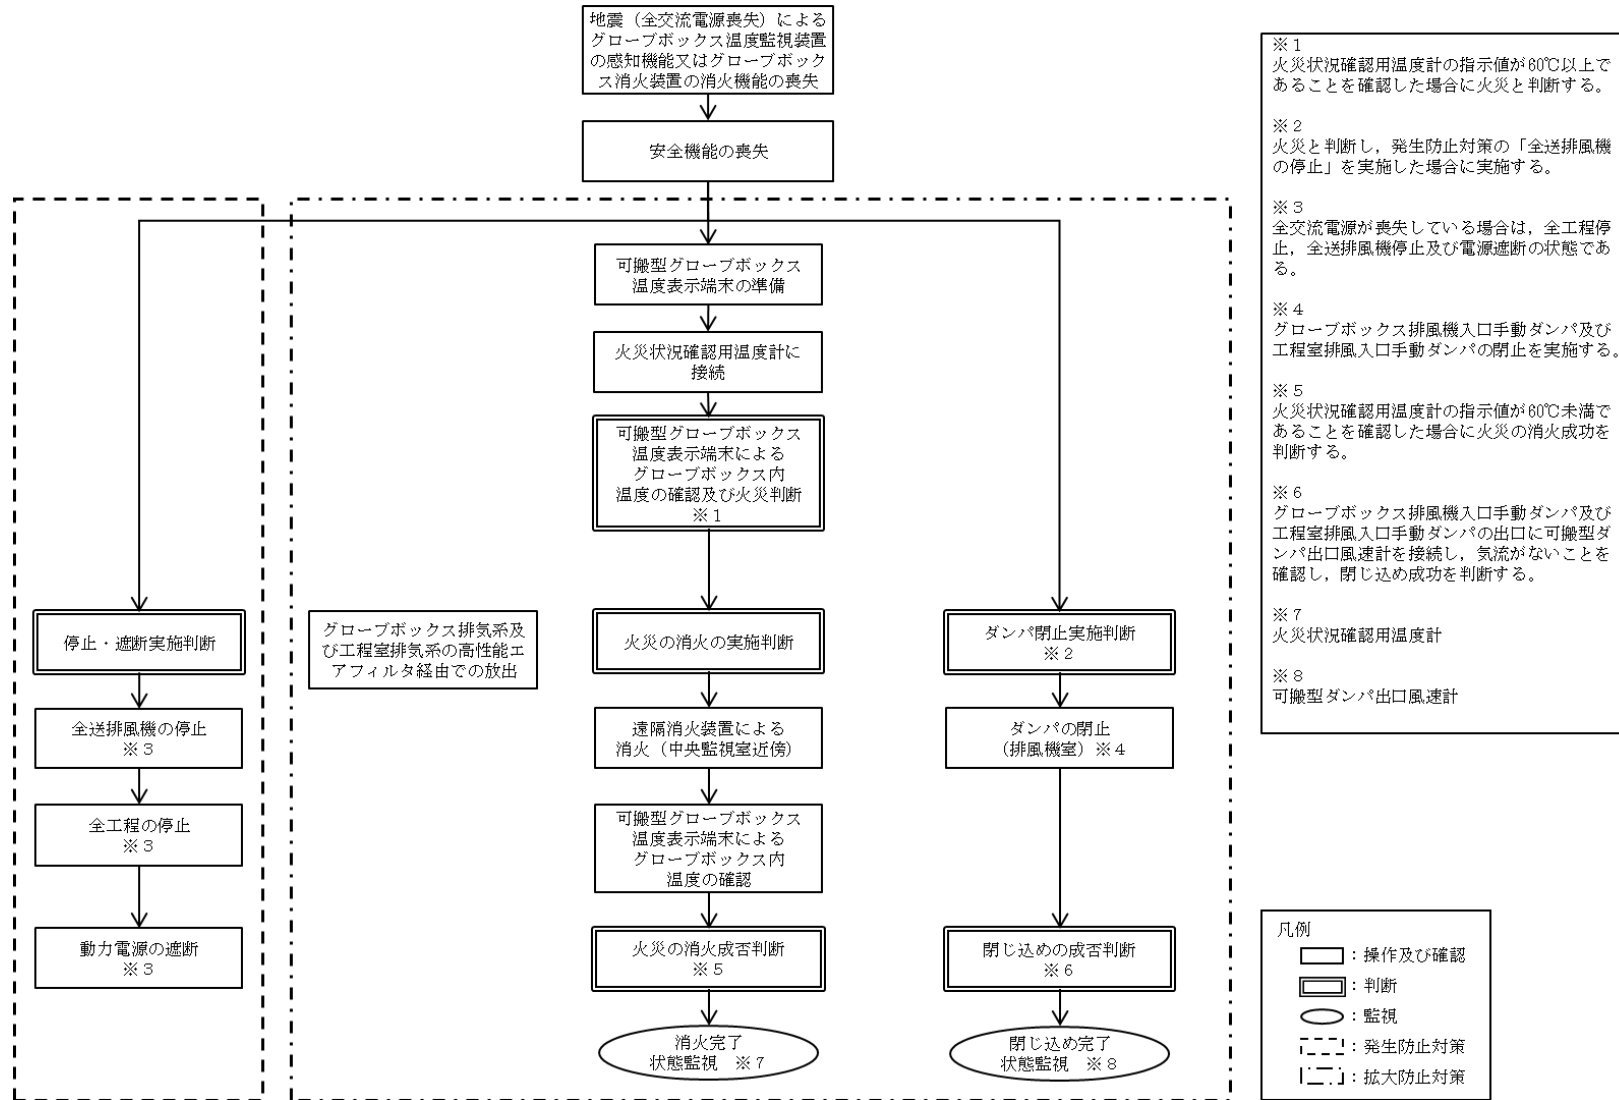 地震（全交流電源喪失）による
グローブボックス温度監視装置
の感知機能又はグローブボック
ス消火装置の消火機能の喪失
安全機能の喪失
停止・遮断実施判断
全送排風機の停止
※３
全工程の停止
※３
動力電源の遮断
※３
グローブボックス排気系及
び工程室排気系の高性能エ
アフィルタ経由での放出
可搬型グローブボックス
温度表示端末の準備
火災状況確認用温度計に
接続
可搬型グローブボックス
温度表示端末による
グローブボックス内
温度の確認及び火災判断
※１
火災の消火の実施判断
遠隔消火装置による
消火（中央監視室近傍）
可搬型グローブボックス
温度表示端末による
グローブボックス内
温度の確認
火災の消火成否判断
※５
消火完了
状態監視　※７
ダンパ閉止実施判断
※２
ダンパの閉止
（排風機室）※４
閉じ込めの成否判断
※６
閉じ込め完了
状態監視　※８
※１
火災状況確認用温度計の指示値が60℃以上で
あることを確認した場合に火災と判断する。
※２
火災と判断し，発生防止対策の「全送排風機
の停止」を実施した場合に実施する。
※３
全交流電源が喪失している場合は，全工程停
止，全送排風機停止及び電源遮断の状態であ
る。
※４
グローブボックス排風機入口手動ダンパ及び
工程室排風入口手動ダンパの閉止を実施する。
※５
火災状況確認用温度計の指示値が60℃未満で
あることを確認した場合に火災の消火成功を
判断する。
※６
グローブボックス排風機入口手動ダンパ及び
工程室排風入口手動ダンパの出口に可搬型ダ
ンパ出口風速計を接続し，気流がないことを
確認し，閉じ込め成功を判断する。
※７
火災状況確認用温度計
※８
可搬型ダンパ出口風速計
凡例
：操作及び確認
：判断
：監視
：発生防止対策
：拡大防止対策